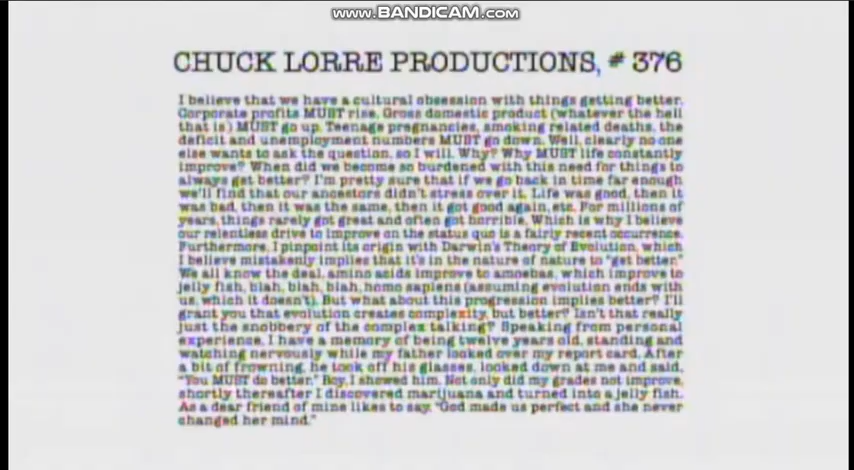 www.BANDICAM.com
CHUCK LORRE PRODUCTIONS, # 376
I believe that we have a cultural obsession with things getting better.
Corporate profits MUST rise. Gross domestic product (whatever the hell
that is) MUST go up. Teenage pregnancies, smoking related deaths, the
deficit and unemployment numbers MUST go down. Well, clearly no one
else wants to ask the question, so I will. Why? Why MUST life constantly
improve? When did we become so burdened with this need for things to
always get better? I'm pretty sure that if we go back in time far enough
we'll find that our ancestors didn't stress over it. Life was good, then it
was bad, then it was the same, then it got good again, etc. For millions of
years, things rarely got great and often got horrible. Which is why I believe
our relentless drive to improve on the status quo is a fairly recent occurrence.
Furthermore, I pinpoint its origin with Darwin's Theory of Evolution, which
I believe mistakenly implies that it's in the nature of nature to "get better."
We all know the deal, amino acids improve to amoebas, which improve to
jelly fish, blah, blah, blah, homo sapiens (assuming evolution ends with
us, which it doesn't). But what about this progression implies better? I'll
grant you that evolution creates complexity, but better? Isn't that really
just the snobbery of the complex talking? Speaking from personal
experience, I have a memory of being twelve years old, standing and
watching nervously while my father looked over my report card. After
a bit of frowning, he took off his glasses, looked down at me and said,
"You MUST do better." Boy, I showed him. Not only did my grades not improve,
shortly thereafter I discovered marijuana and turned into a jelly fish.
As a dear friend of mine likes to say, "God made us perfect and she never
changed her mind."